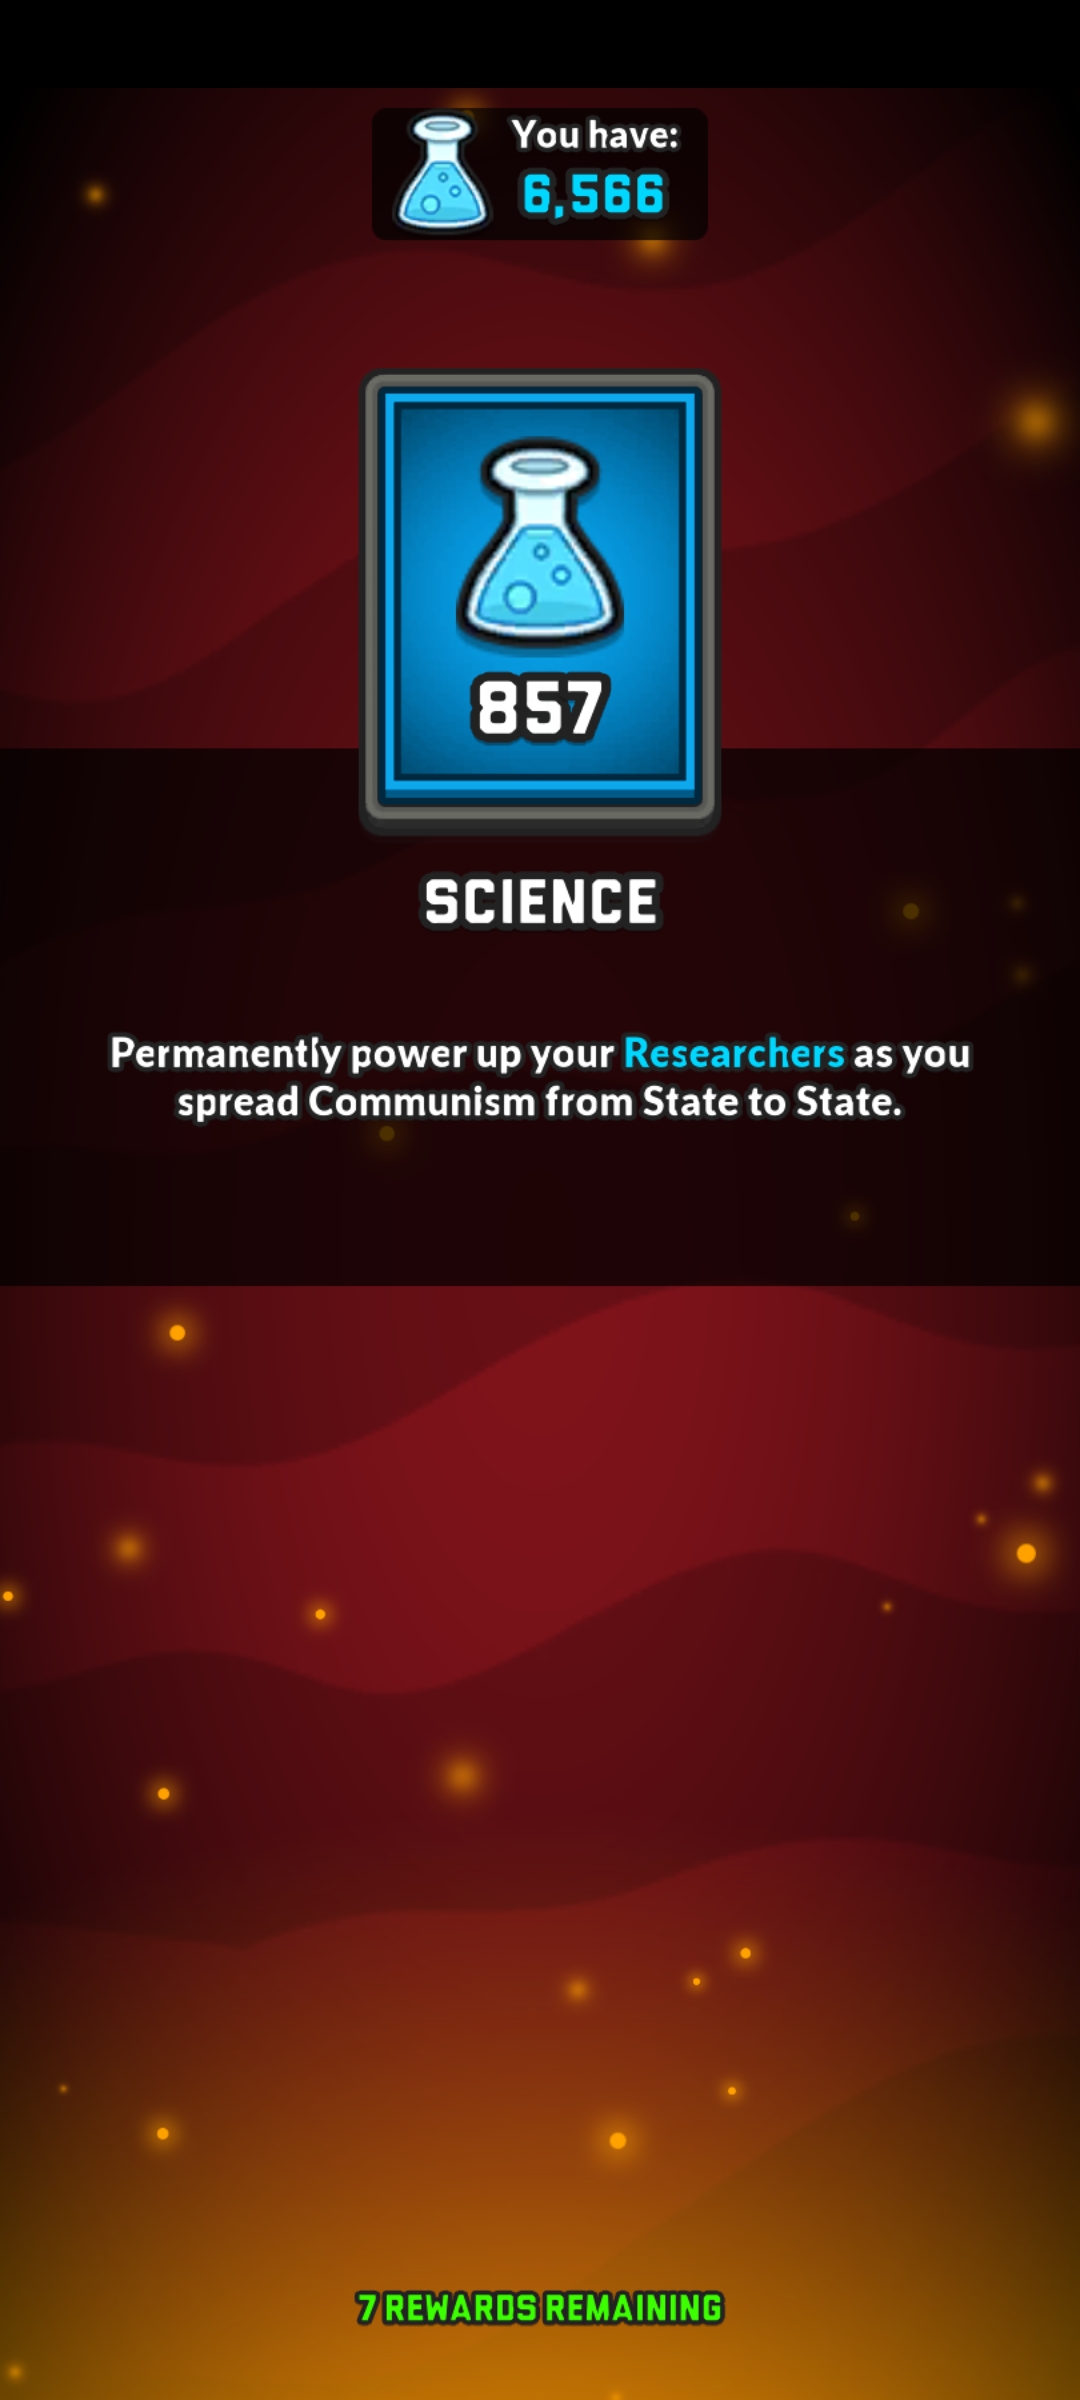 You have:
6,566
857
SCIENCE
Permanently power up your Researchers as you
spread Communism from State to State.
7 REWARDS REMAINING